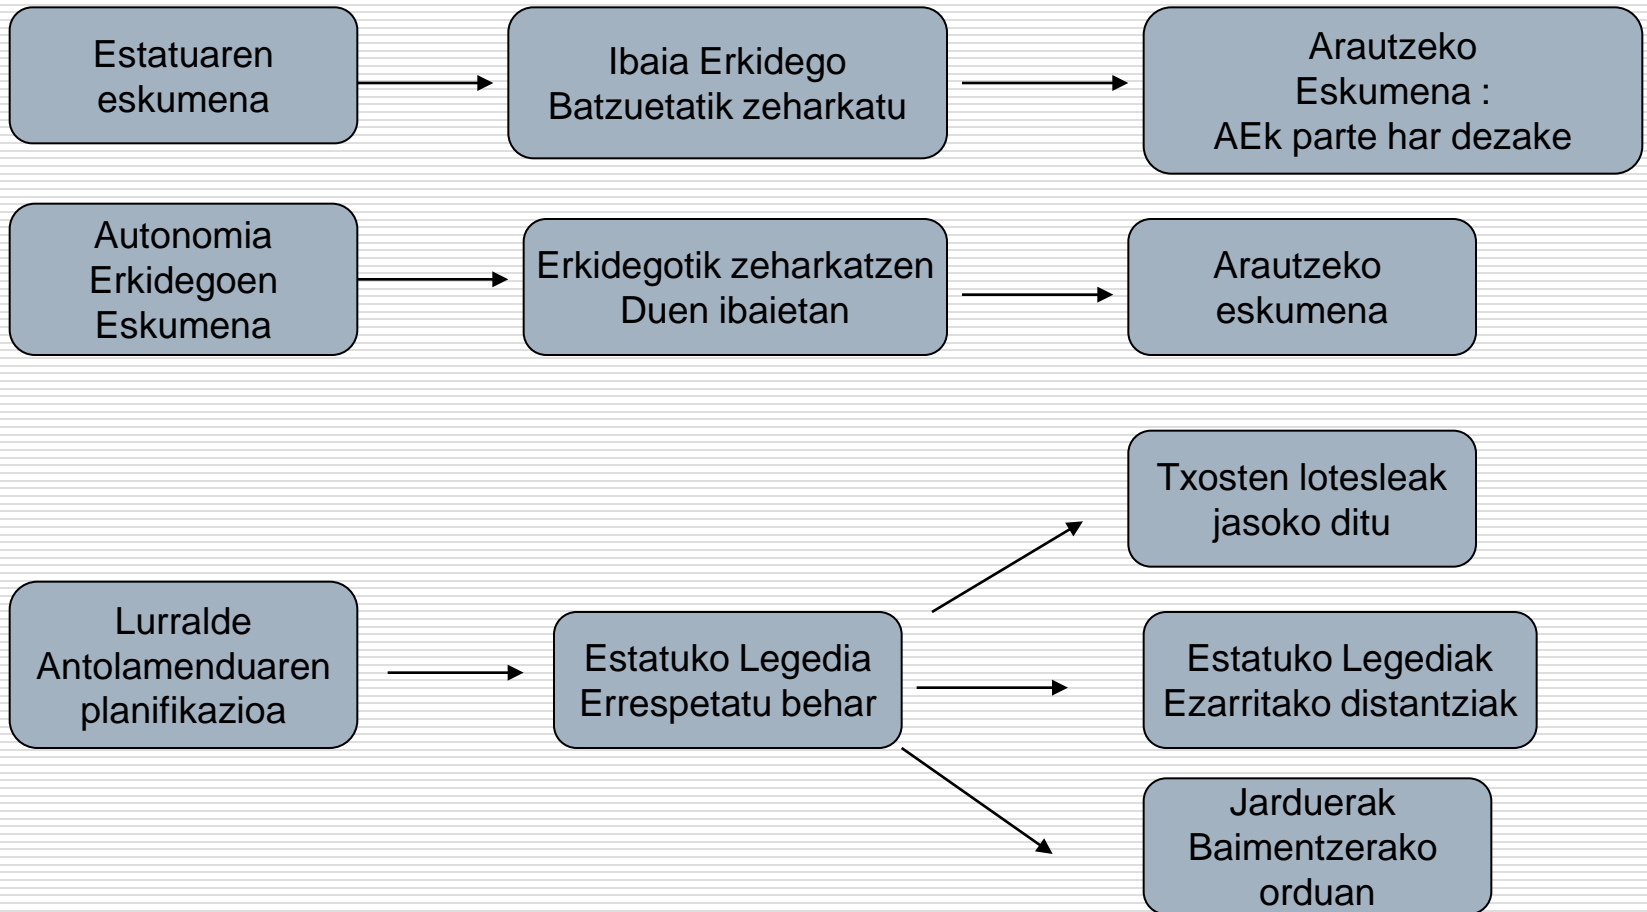 Estatuaren
eskumena
Ibaia Erkidego
Batzuetatik zeharkatu
Arautzeko
Eskumena :
AEk parte har dezake
Autonomia
Erkidegoen
Eskumena
Erkidegotik zeharkatzen
Duen ibaietan
Arautzeko
eskumena
Lurralde
Antolamenduaren
planifikazioa
Estatuko Legedia
Errespetatu behar
Txosten lotesleak
jasoko ditu
Estatuko Legediak
Ezarritako distantziak
Jarduerak
Baimentzerako
orduan